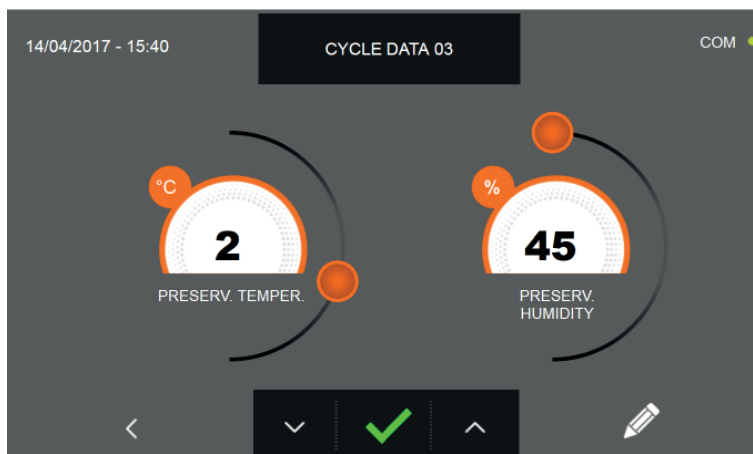 14/04/2017 - 15:40
CYCLE DATA 03
COM
°C
2
PRESERV. TEMPER.
%
45
PRESERV.
HUMIDITY